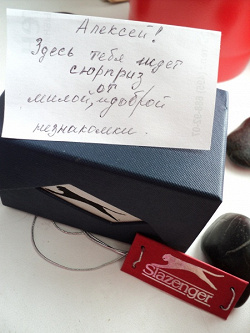 Алексей!
Здесь тебя ждет
сюрприз
от
милой, и доброй
незнакомки.
Slazenger